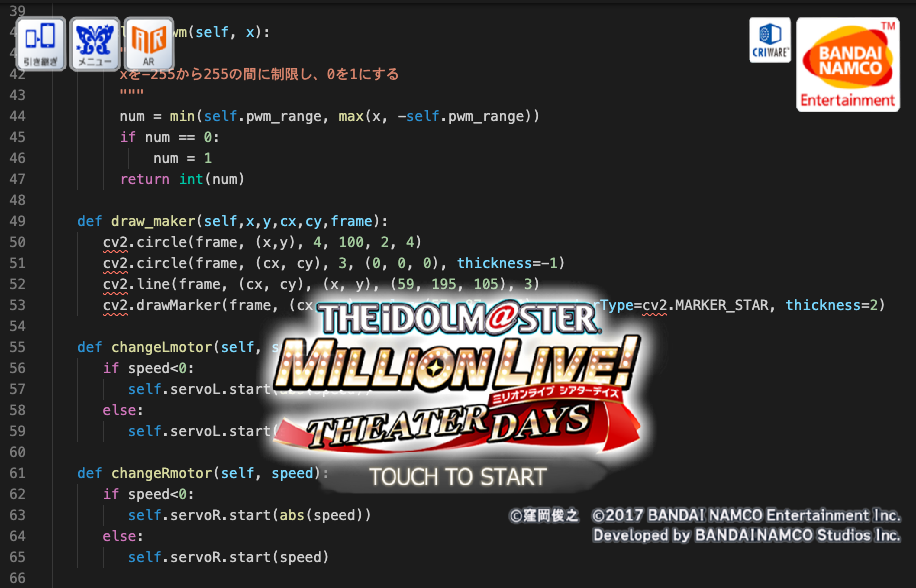 39
引き継ぎ
メニュー
AR
CRIWARE
BANDAI
NAMCO
TM
Entertainment
wm(self, x):
42 xを−255から255の間に制限し、0を1にする
43 """
44 num = min(self.pwm_range, max(x, -self.pwm_range))
45 if num == 0:
46 num = 1
47 return int(num)
48
49 def draw_maker(self,x,y,cx,cy,frame):
50 cv2.circle(frame, (x,y), 4, 100, 2, 4)
51 cv2.circle(frame, (cx, cy), 3, (0, 0, 0), thickness=-1)
52 cv2.line(frame, (cx, cy), (x, y), (59, 195, 105), 3)
53 cv2.drawMarker(frame, (cx rType=cv2.MARKER_STAR, thickness=2)
54
THE iDOLM@STER
55 def changeLmotor(self, s
MILLION LIVE!
56 if speed<0:
57 self.servoL.start(
ミリオンライブ シアターデイズ
58 else:
THEATER DAYS
59 self.servoL.start(
60
61 def changeRmotor(self, speed):
TOUCH TO START
62 if speed<0:
63 self.servoR.start(abs(speed))
©窪岡俊之 ©2017 BANDAI NAMCO Entertainment Inc.
64 else:
Developed by BANDAI NAMCO Studios Inc.
65 self.servoR.start(speed)
66